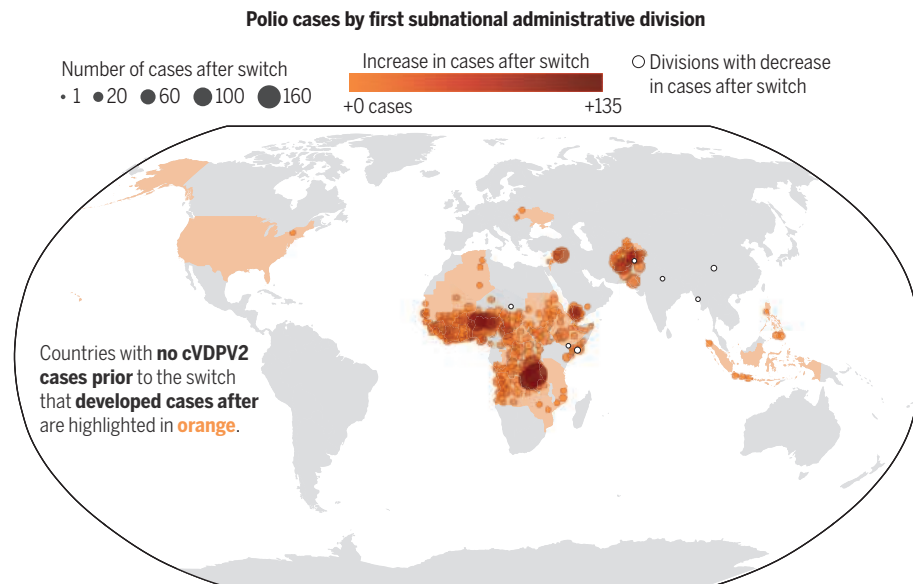 Polio cases by first subnational administrative division
Number of cases after switch
1 20 60 100 160
Increase in cases after switch
+0 cases +135
Divisions with decrease
in cases after switch
Countries with no cVDPV2
cases prior to the switch
that developed cases after
are highlighted in orange.